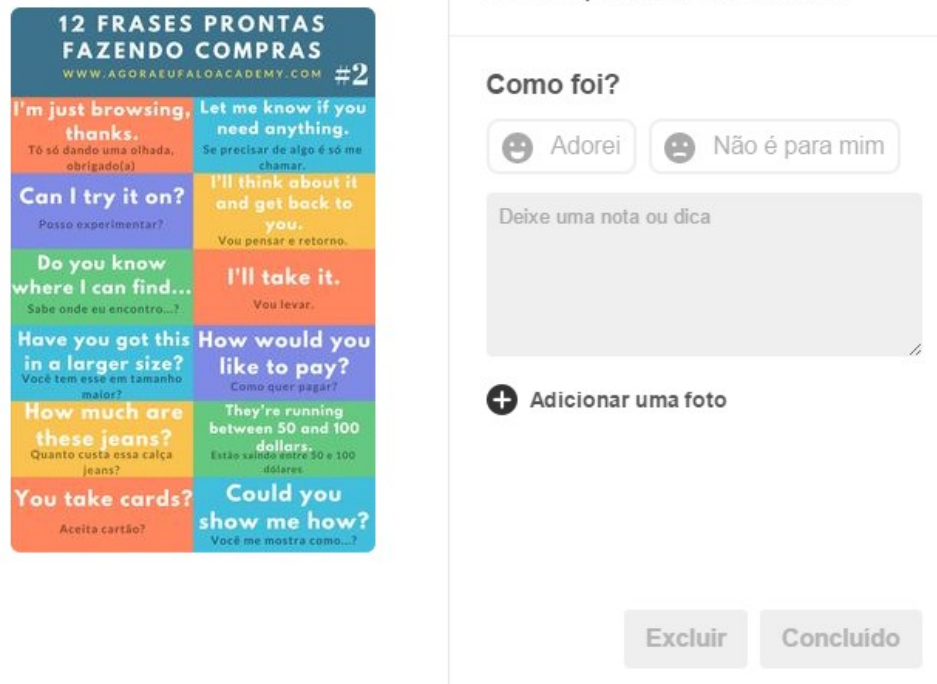 12 FRASES PRONTAS
FAZENDO COMPRAS
WWW.AGORAEUFALOACADEMY.COM #2
I'm just browsing,
thanks.
Tô só dando uma olhada,
obrigado(a)
Let me know if you
need anything.
Se precisar de algo é só me
chamar.
Can I try it on?
Posso experimentar?
I'll think about it
and get back to
you.
Vou pensar e retorno.
Do you know
where I can find...
Sabe onde eu encontro...?
I'll take it.
Vou levar.
Have you got this
in a larger size?
Você tem esse em tamanho
maior?
How would you
like to pay?
Como quer pagar?
How much are
these jeans?
Quanto custa essa calça
jeans?
They're running
between 50 and 100
dollars.
Estão saindo entre 50 e 100
dólares
You take cards?
Aceita cartão?
Could you
show me how?
Você me mostra como...?
Como foi?
Adorei
Não é para mim
Deixe uma nota ou dica
Adicionar uma foto
Excluir
Concluído